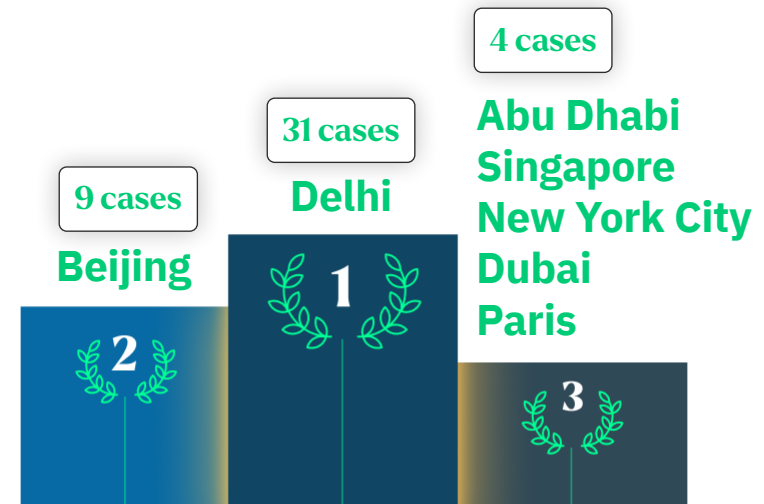 4 cases
Abu Dhabi
Singapore
New York City
Dubai
Paris
31 cases
Delhi
9 cases
Beijing
1
2
3